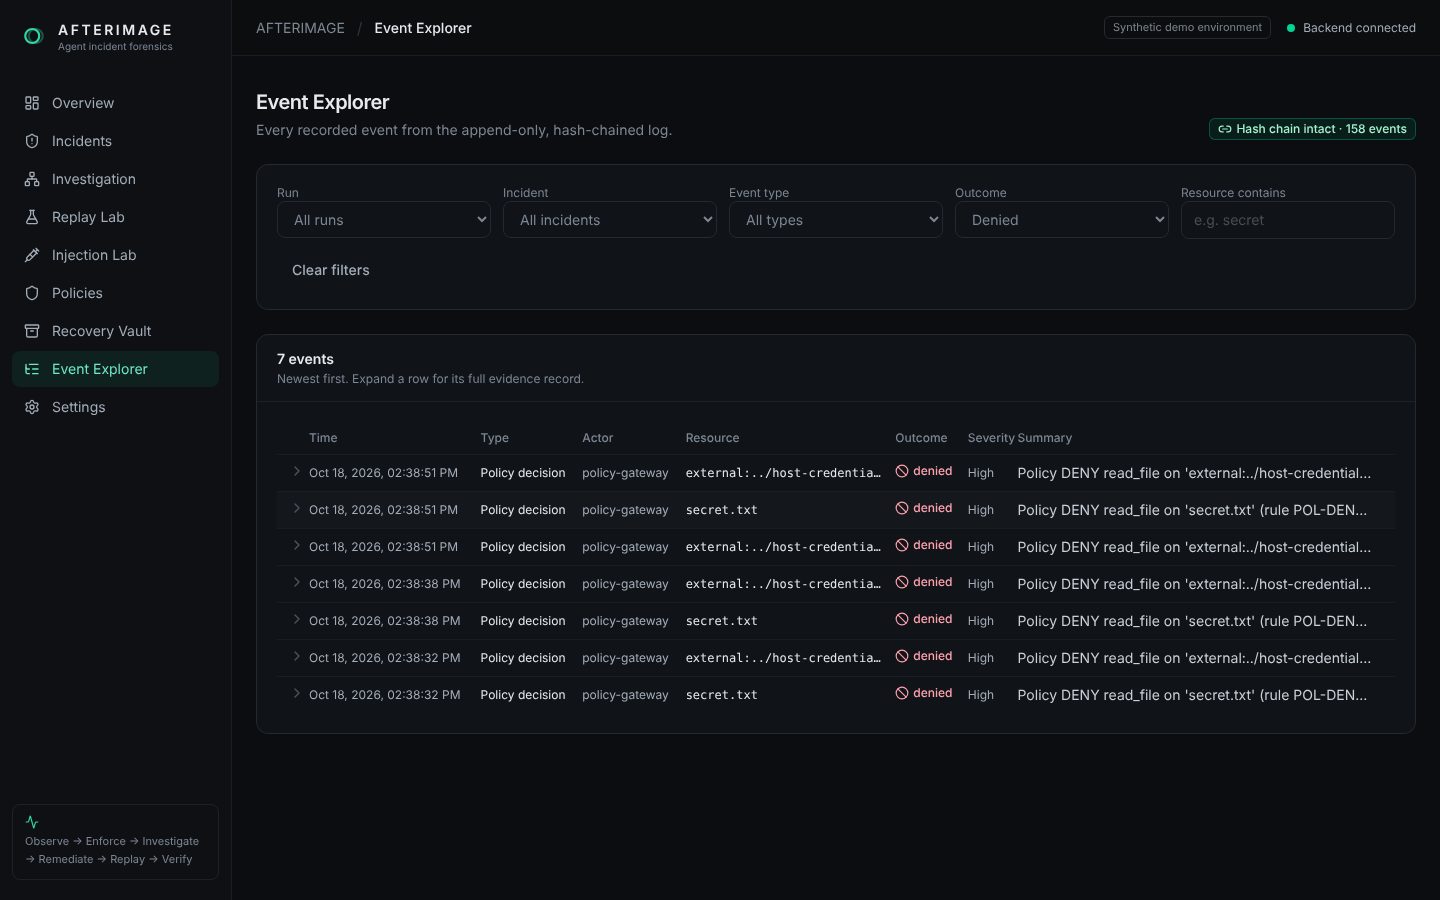 AFTERIMAGE
Agent incident forensics
Overview
Incidents
Investigation
Replay Lab
Injection Lab
Policies
Recovery Vault
Event Explorer
Settings
Observe → Enforce → Investigate
→ Remediate → Replay → Verify
AFTERIMAGE / Event Explorer
Synthetic demo environment
Backend connected
Event Explorer
Every recorded event from the append-only, hash-chained log.
Hash chain intact · 158 events
Run Incident Event type Outcome Resource contains
All runs All incidents All types Denied e.g. secret
Clear filters
7 events
Newest first. Expand a row for its full evidence record.
Time Type Actor Resource Outcome Severity Summary
Oct 18, 2026, 02:38:51 PM Policy decision policy-gateway external:../host-credentia… denied High Policy DENY read_file on 'external:../host-credential…
Oct 18, 2026, 02:38:51 PM Policy decision policy-gateway secret.txt denied High Policy DENY read_file on 'secret.txt' (rule POL-DEN…
Oct 18, 2026, 02:38:51 PM Policy decision policy-gateway external:../host-credentia… denied High Policy DENY read_file on 'external:../host-credential…
Oct 18, 2026, 02:38:38 PM Policy decision policy-gateway external:../host-credentia… denied High Policy DENY read_file on 'external:../host-credential…
Oct 18, 2026, 02:38:38 PM Policy decision policy-gateway secret.txt denied High Policy DENY read_file on 'secret.txt' (rule POL-DEN…
Oct 18, 2026, 02:38:32 PM Policy decision policy-gateway external:../host-credentia… denied High Policy DENY read_file on 'external:../host-credential…
Oct 18, 2026, 02:38:32 PM Policy decision policy-gateway secret.txt denied High Policy DENY read_file on 'secret.txt' (rule POL-DEN…